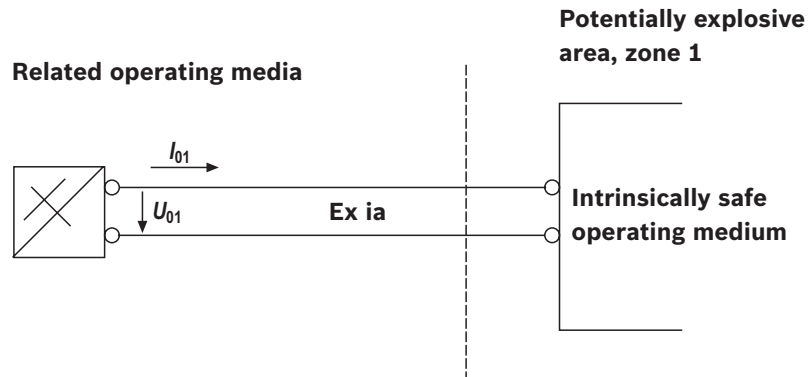 Potentially explosive
area, zone 1
Related operating media
I01
U01
Ex ia
Intrinsically safe
operating medium